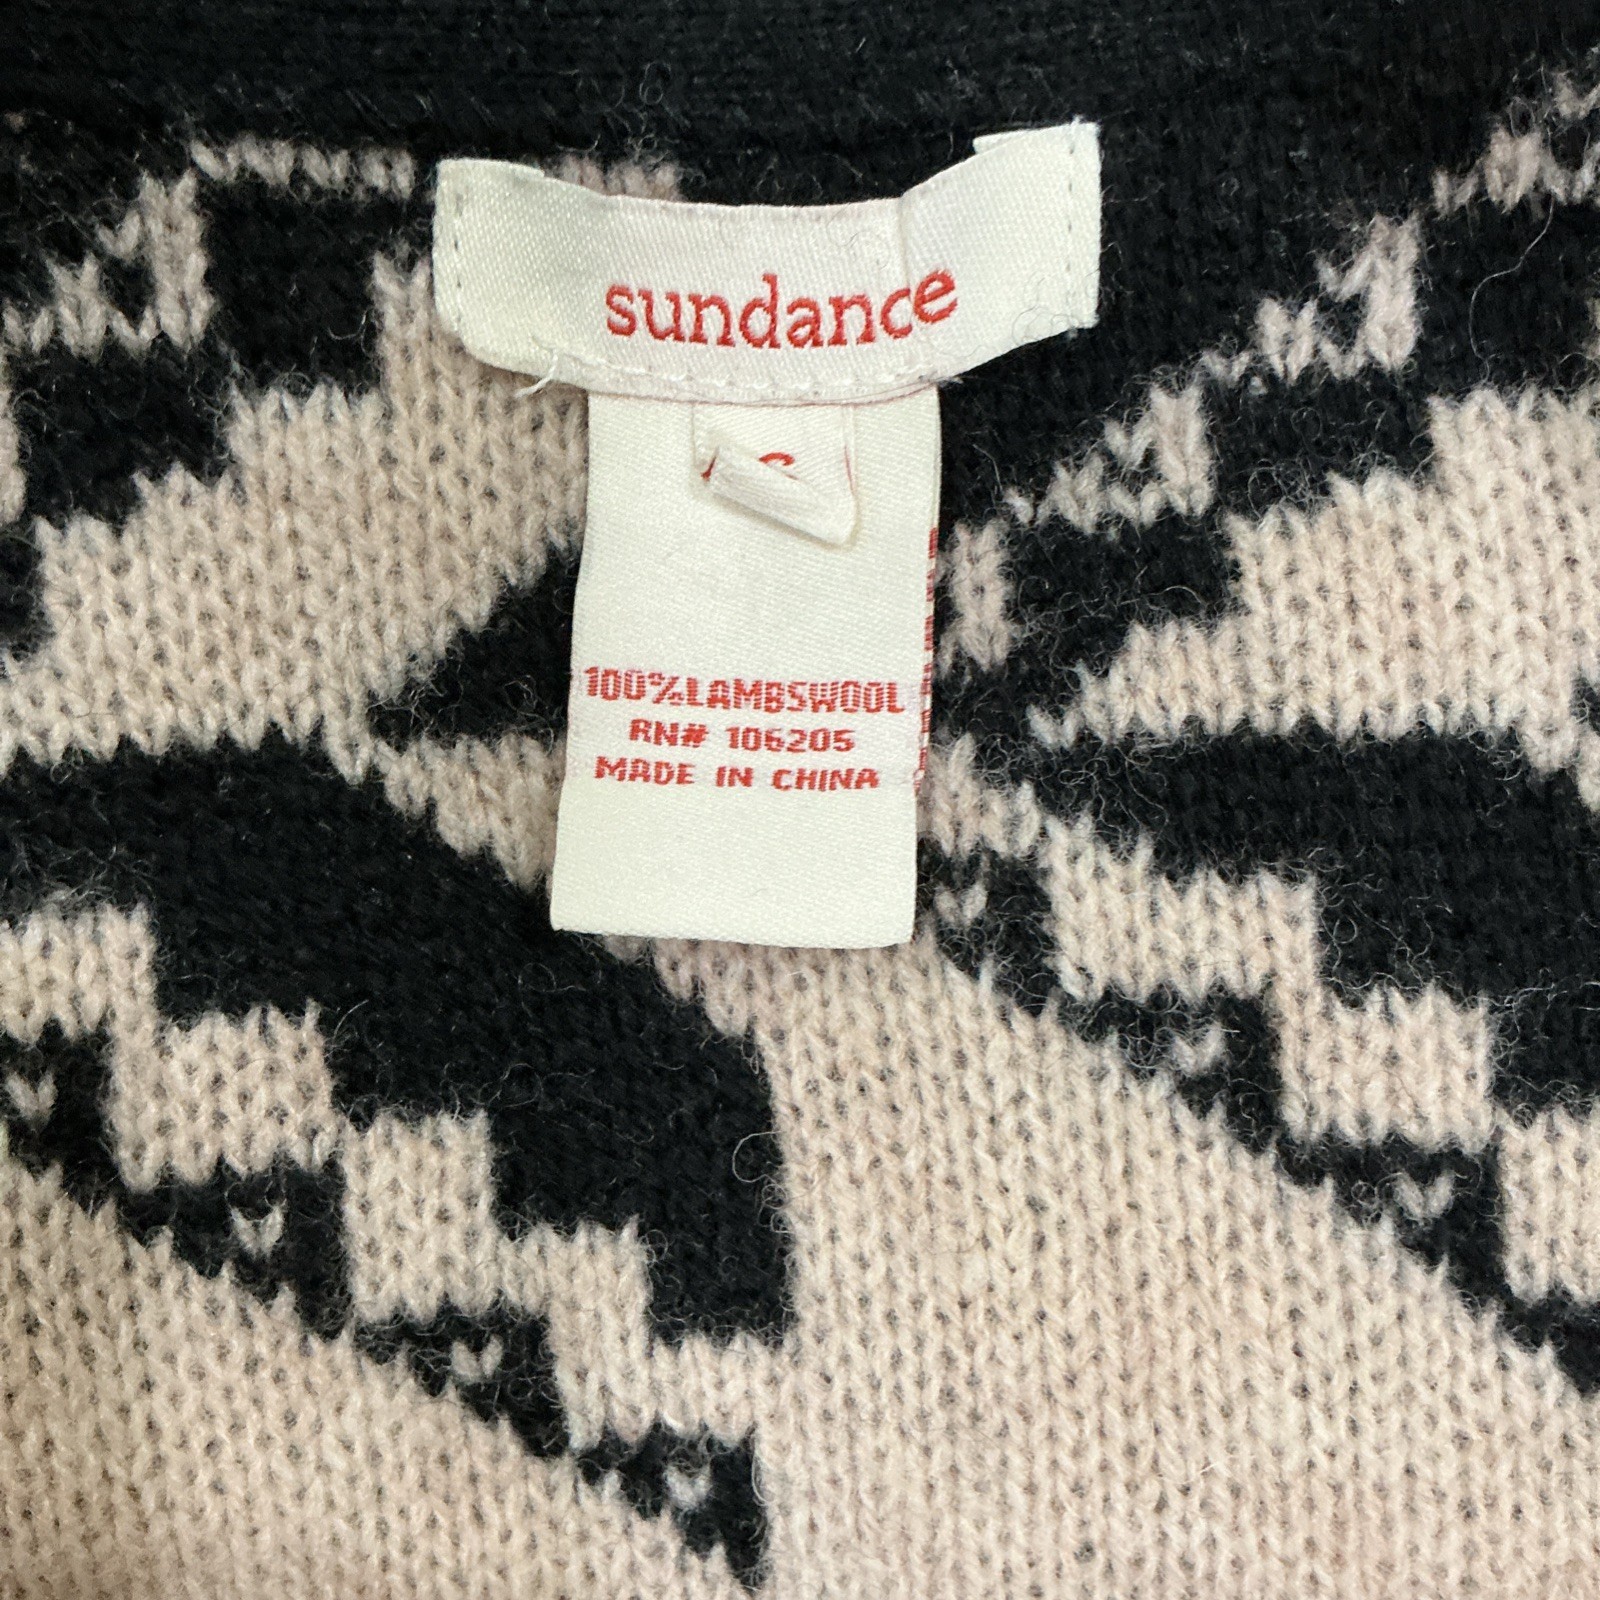 sundance
100%LAMBSWOOL
RN# 106205
MADE IN CHINA